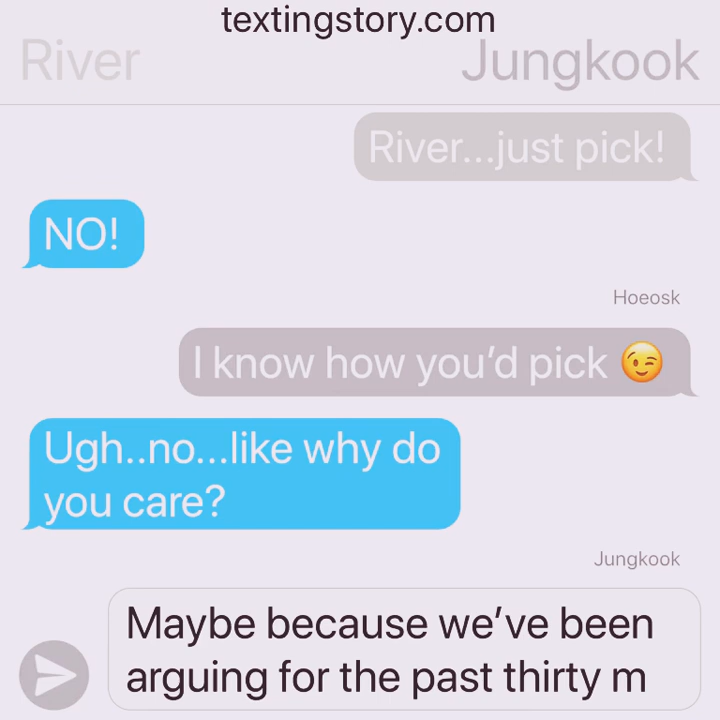 textingstory.com
River
Jungkook
River...just pick!
NO!
Hoeosk
I know how you’d pick 😉
Ugh..no...like why do
you care?
Jungkook
Maybe because we’ve been
arguing for the past thirty m